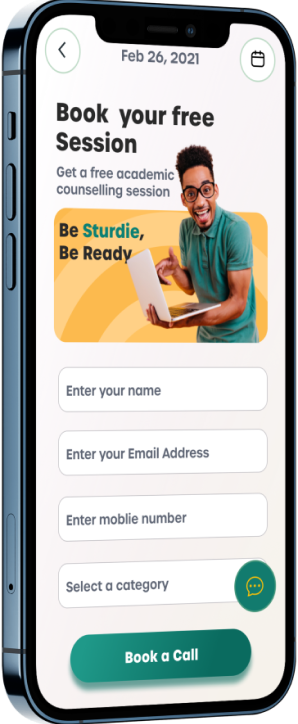 Feb 26, 2021
Book your free
Session
Get a free academic
counselling session
Be Sturdie,
Be Ready
Enter your name
Enter your Email Address
Enter moblie number
Select a category
Book a Call